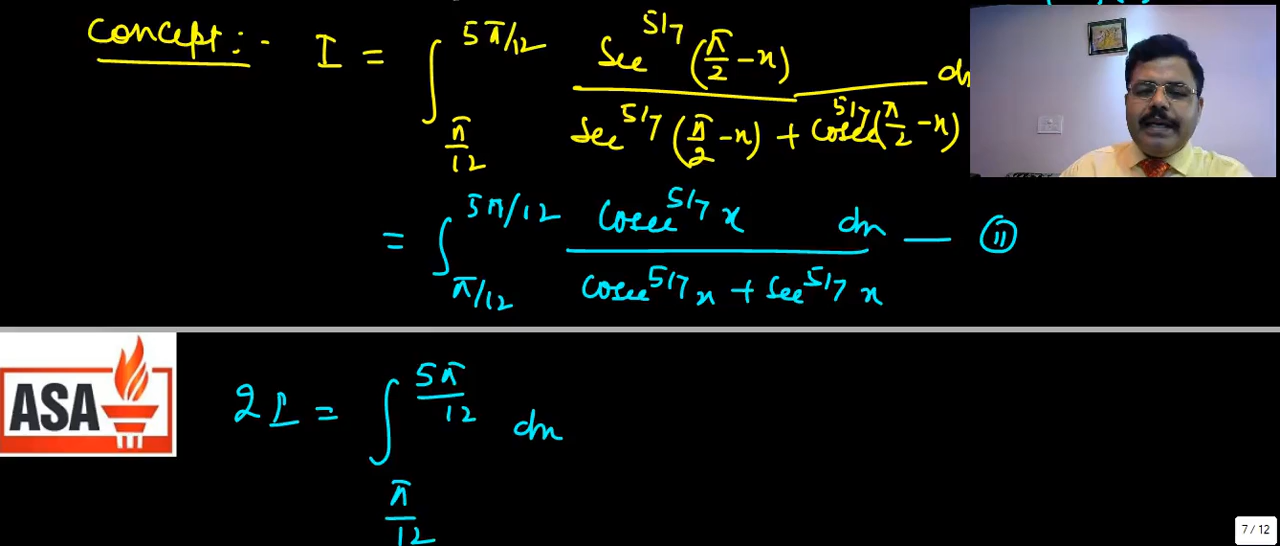 Concept :- I = ∫_{π/12}^{5π/12} sec^{5/7}(π/2 - x) / (sec^{5/7}(π/2 - x) + cosec^{5/7}(π/2 - x)) dx
= ∫_{π/12}^{5π/12} cosec^{5/7} x / (cosec^{5/7} x + sec^{5/7} x) dx — (ii)
ASA
2I = ∫_{π/12}^{5π/12} dx
7 / 12